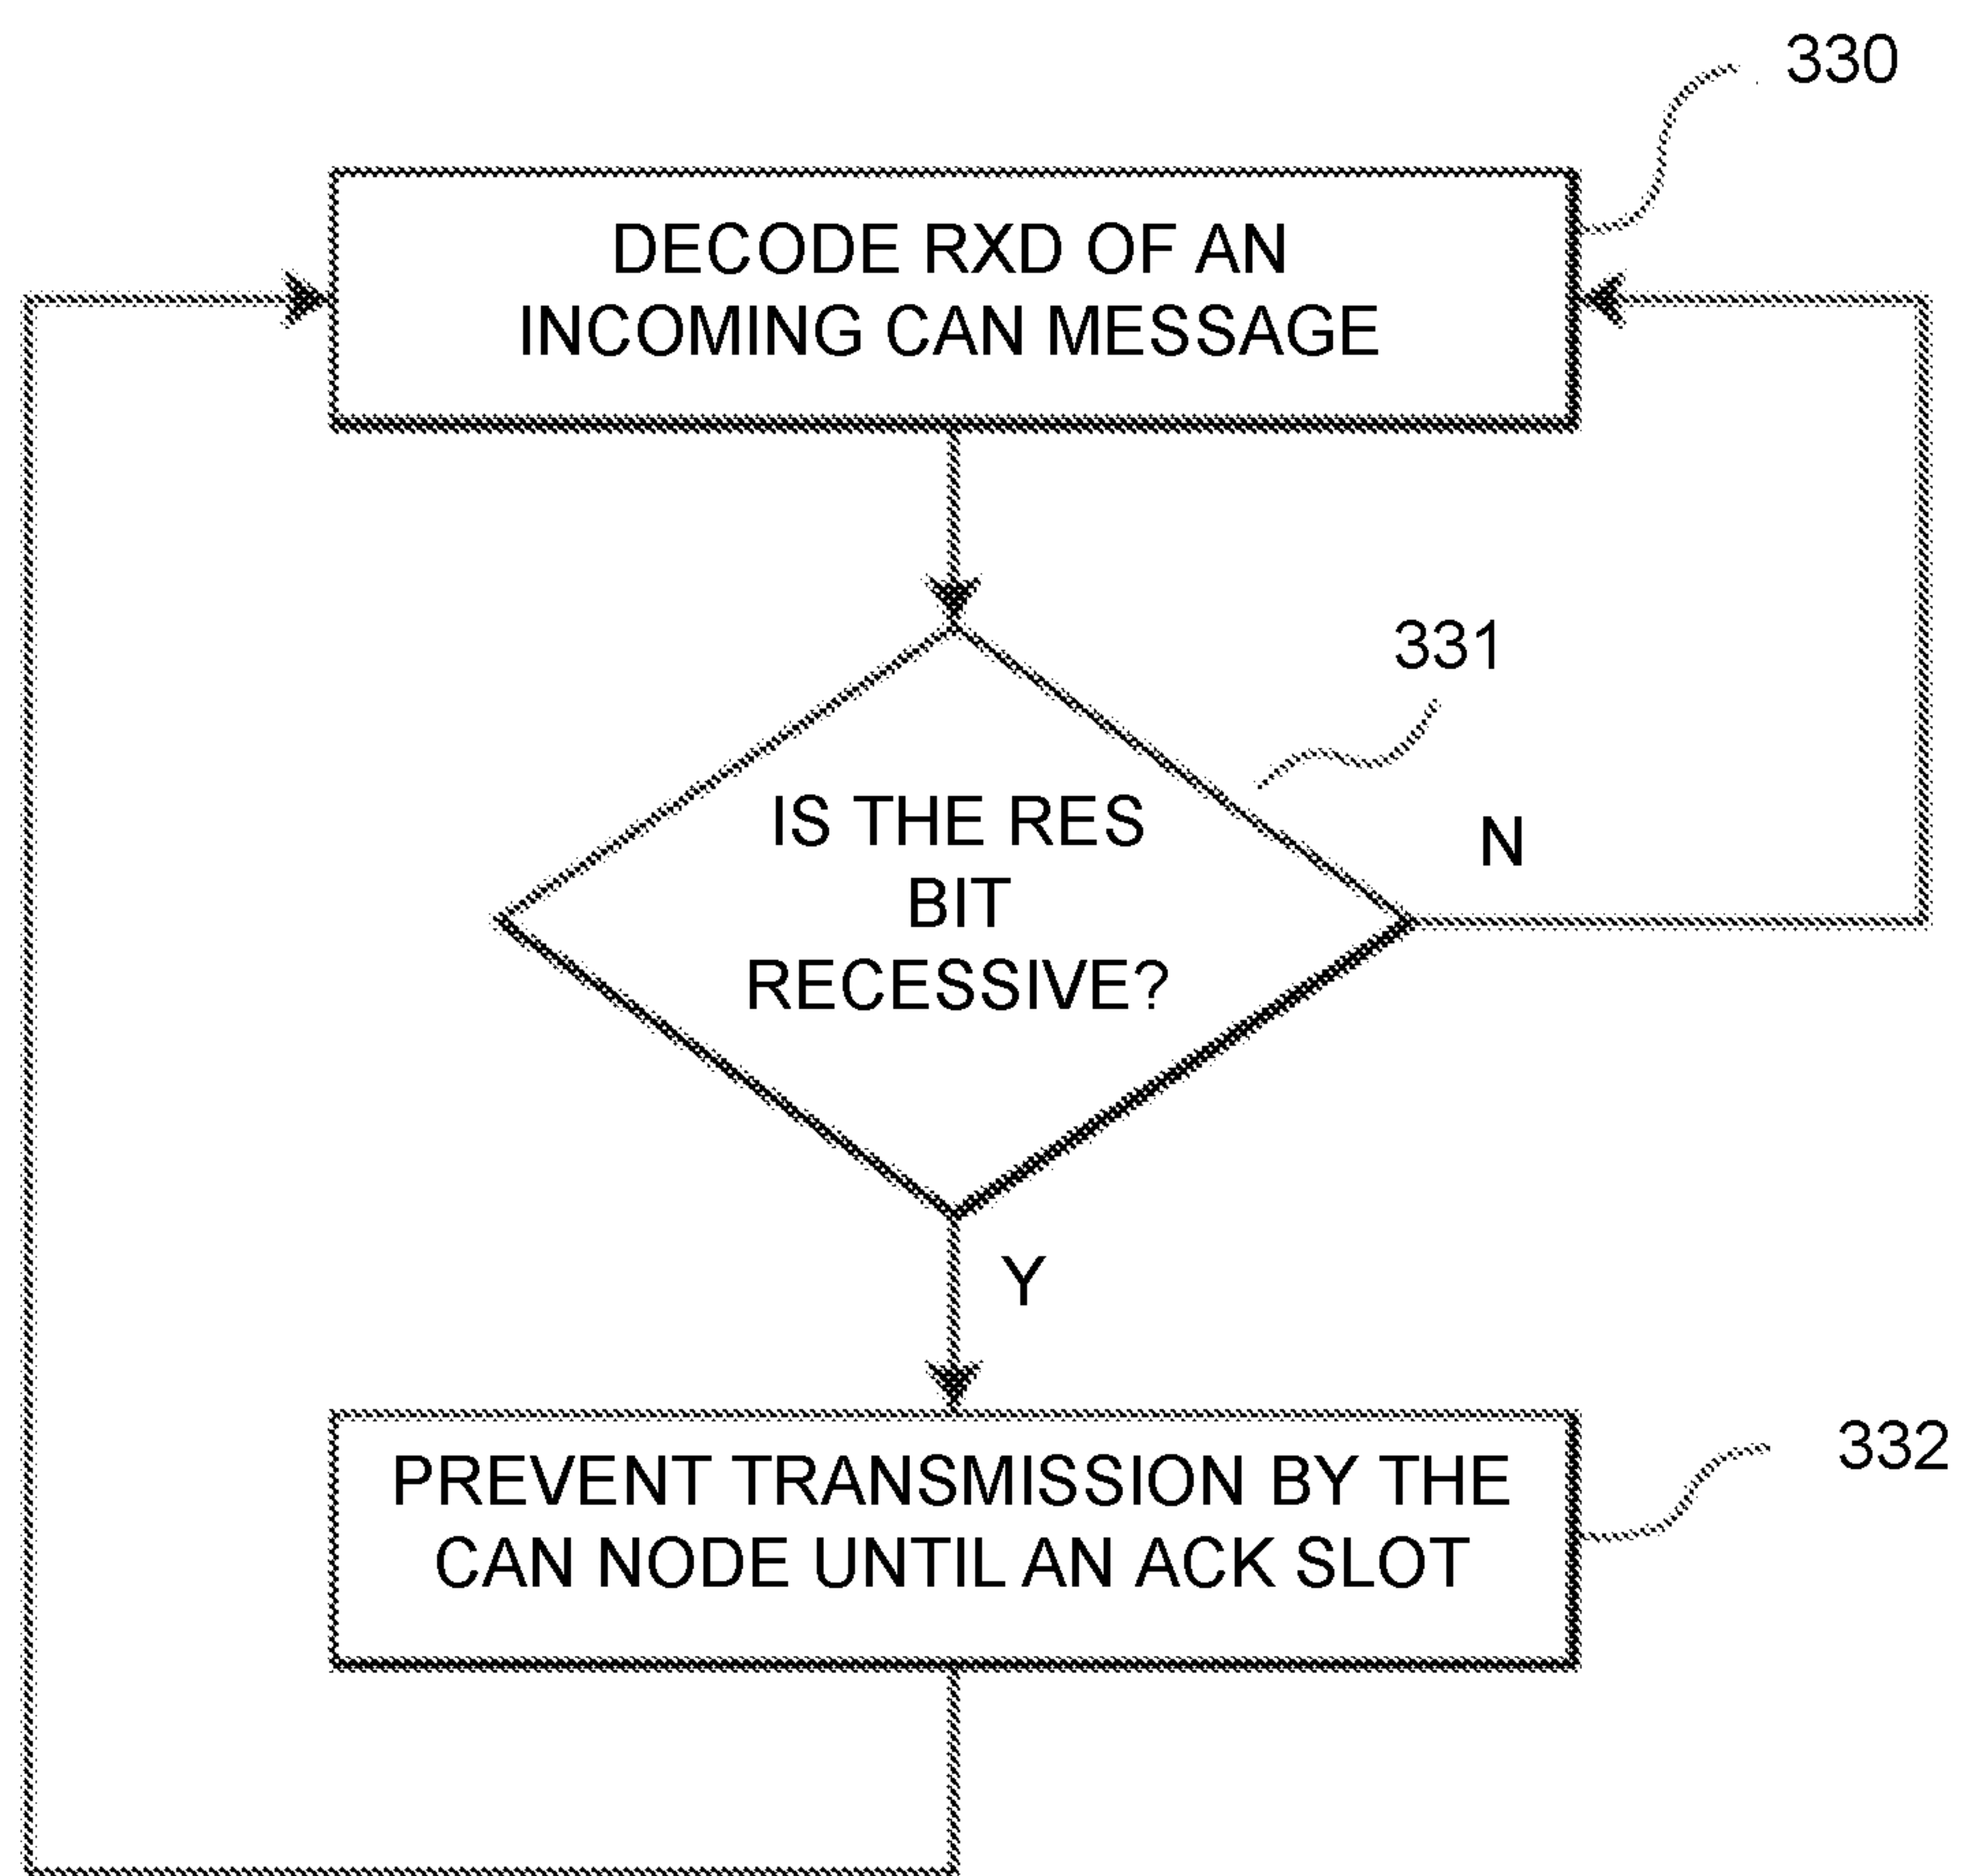 330
DECODE RXD OF AN
INCOMING CAN MESSAGE
331
IS THE RES
BIT
RECESSIVE?
N
Y
PREVENT TRANSMISSION BY THE
CAN NODE UNTIL AN ACK SLOT
332